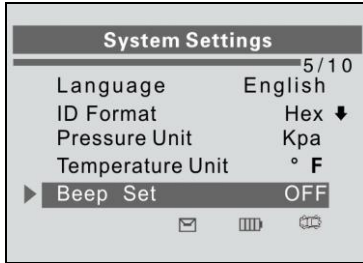 System Settings
5/10
Language English
ID Format Hex
Pressure Unit Kpa
Temperature Unit ° F
Beep Set OFF